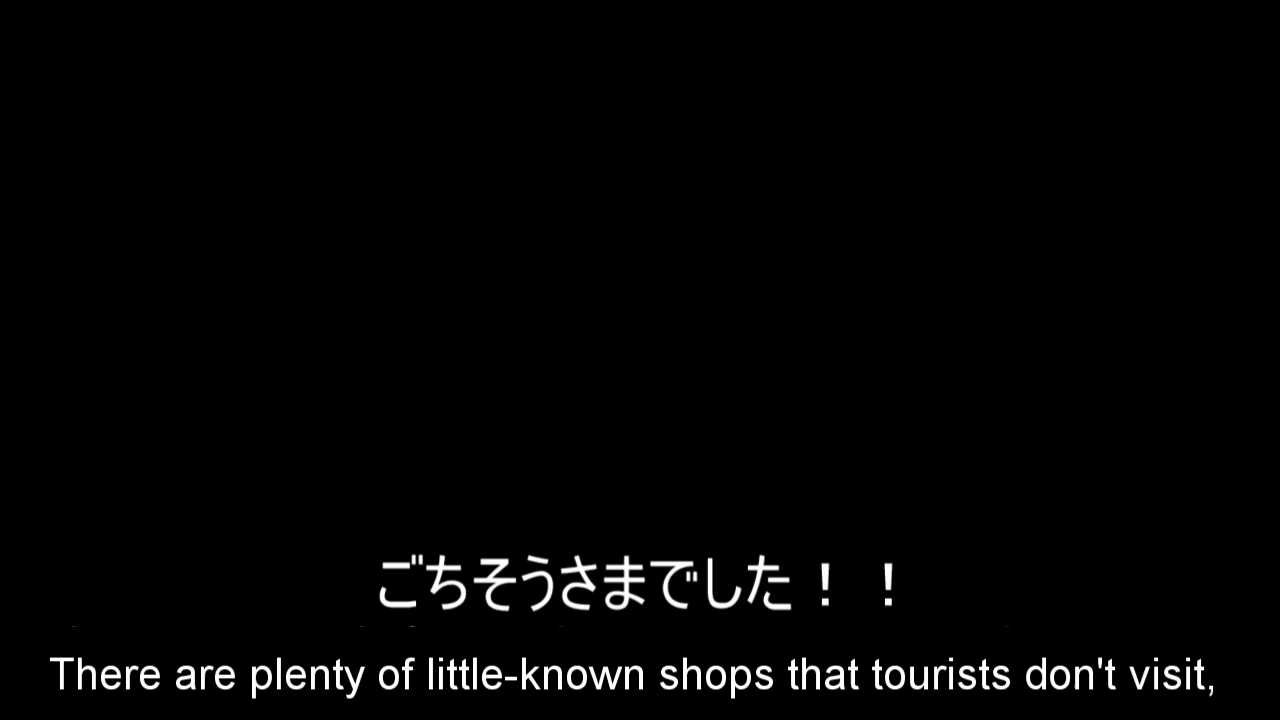 ごちそうさまでした！！
There are plenty of little-known shops that tourists don't visit,